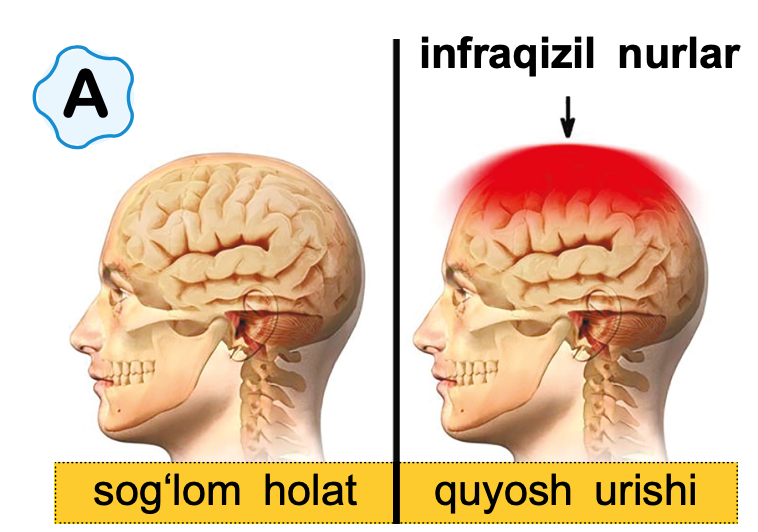 A
infraqizil nurlar
sog‘lom holat
quyosh urishi